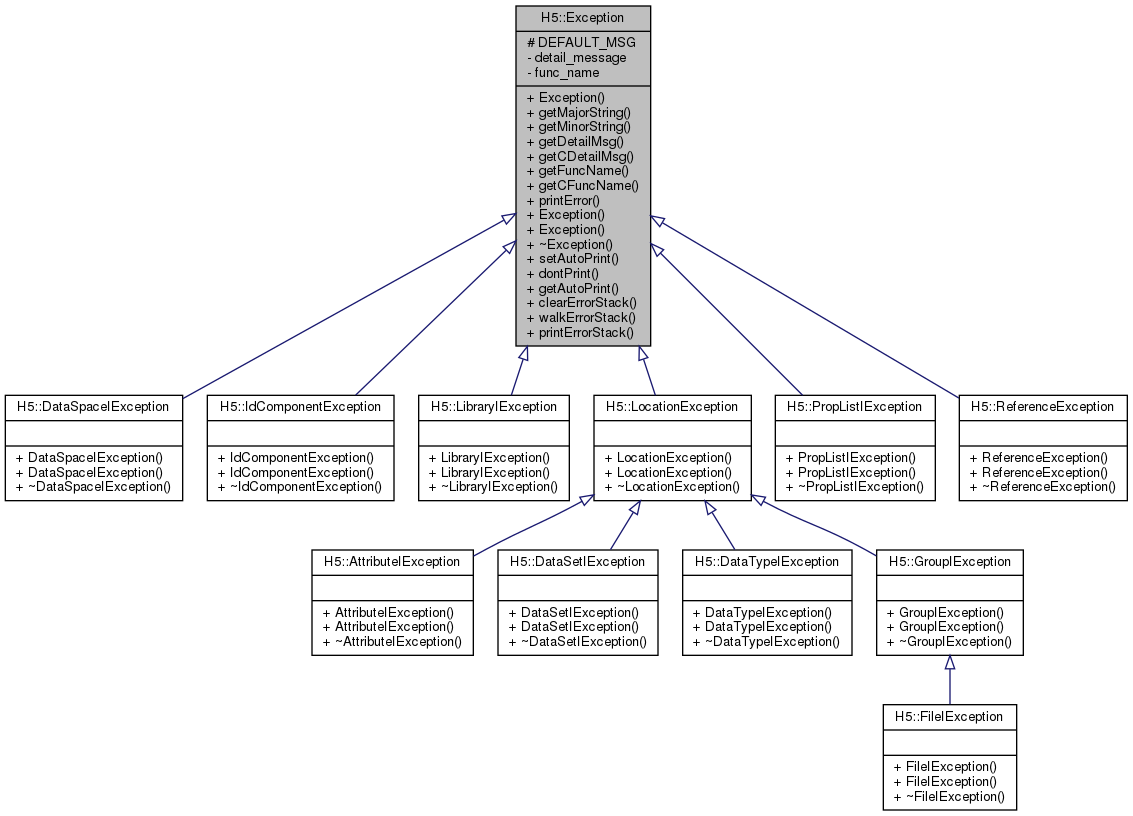 H5::Exception
# DEFAULT_MSG
- detail_message
- func_name
+ Exception()
+ getMajorString()
+ getMinorString()
+ getDetailMsg()
+ getCDetailMsg()
+ getFuncName()
+ getCFuncName()
+ printError()
+ Exception()
+ Exception()
+ ~Exception()
+ setAutoPrint()
+ dontPrint()
+ getAutoPrint()
+ clearErrorStack()
+ walkErrorStack()
+ printErrorStack()
H5::DataSpaceIException
+ DataSpaceIException()
+ DataSpaceIException()
+ ~DataSpaceIException()
H5::IdComponentException
+ IdComponentException()
+ IdComponentException()
+ ~IdComponentException()
H5::LibraryIException
+ LibraryIException()
+ LibraryIException()
+ ~LibraryIException()
H5::LocationException
+ LocationException()
+ LocationException()
+ ~LocationException()
H5::PropListIException
+ PropListIException()
+ PropListIException()
+ ~PropListIException()
H5::ReferenceException
+ ReferenceException()
+ ReferenceException()
+ ~ReferenceException()
H5::AttributeIException
+ AttributeIException()
+ AttributeIException()
+ ~AttributeIException()
H5::DataSetIException
+ DataSetIException()
+ DataSetIException()
+ ~DataSetIException()
H5::DataTypeIException
+ DataTypeIException()
+ DataTypeIException()
+ ~DataTypeIException()
H5::GroupIException
+ GroupIException()
+ GroupIException()
+ ~GroupIException()
H5::FileIException
+ FileIException()
+ FileIException()
+ ~FileIException()